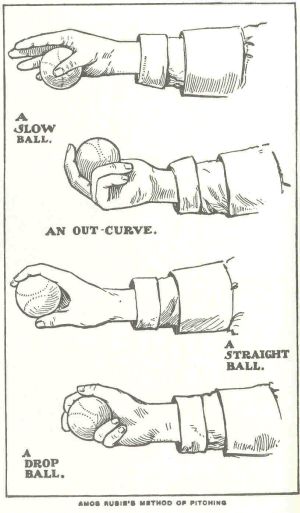 A
SLOW
BALL.
AN OUT-CURVE.
A
STRAIGHT
BALL.
A
DROP
BALL.
AMOS RUSIE'S METHOD OF PITCHING